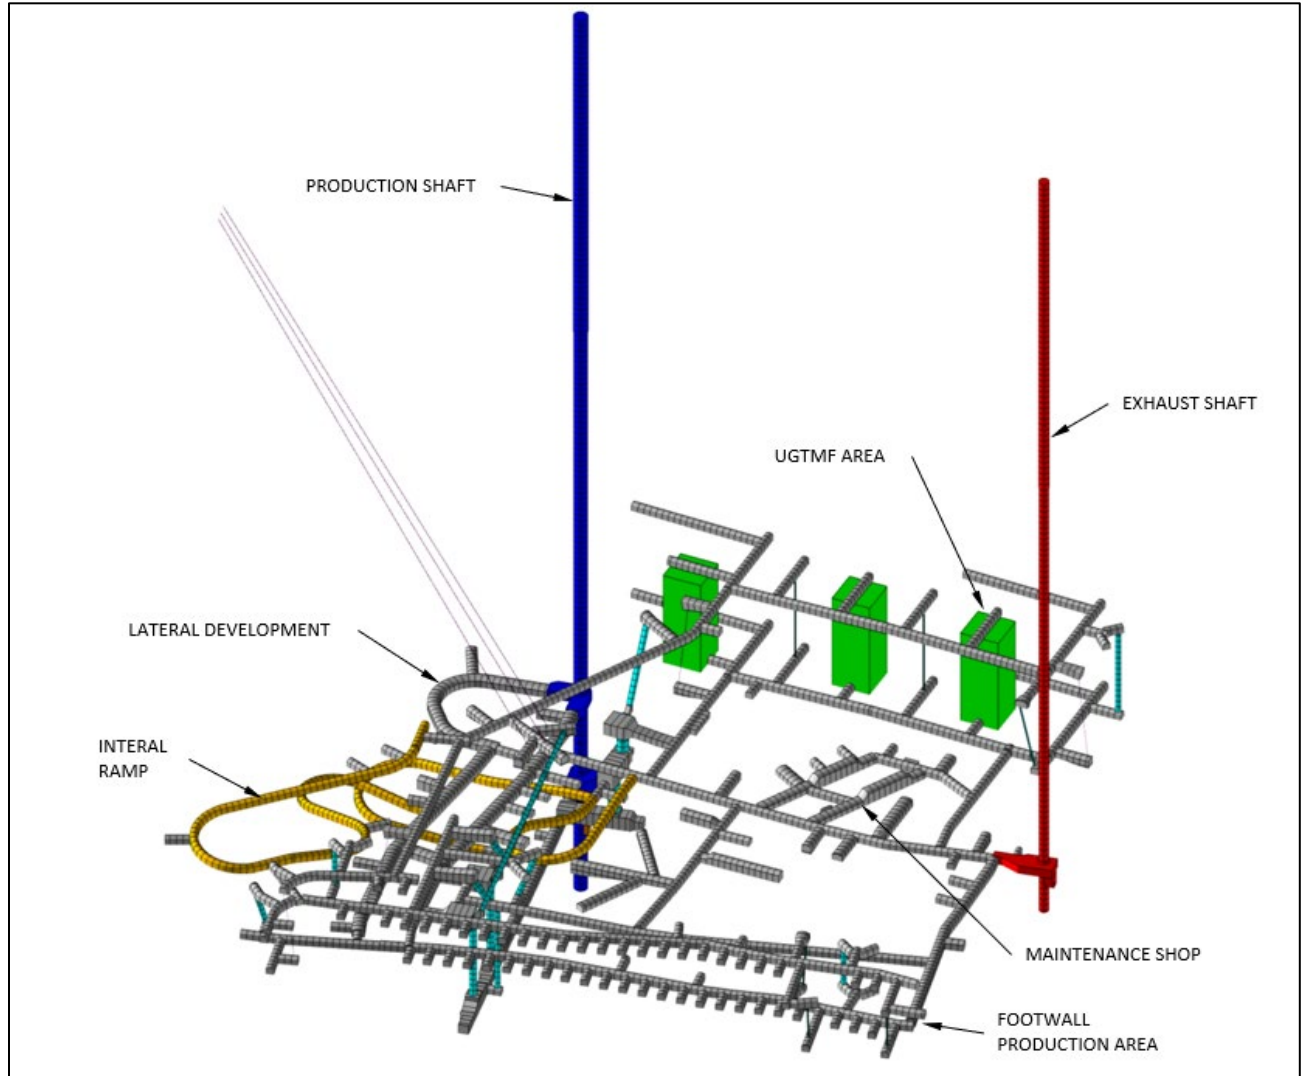 PRODUCTION SHAFT
EXHAUST SHAFT
UGTMF AREA
LATERAL DEVELOPMENT
INTERAL
RAMP
MAINTENANCE SHOP
FOOTWALL
PRODUCTION AREA